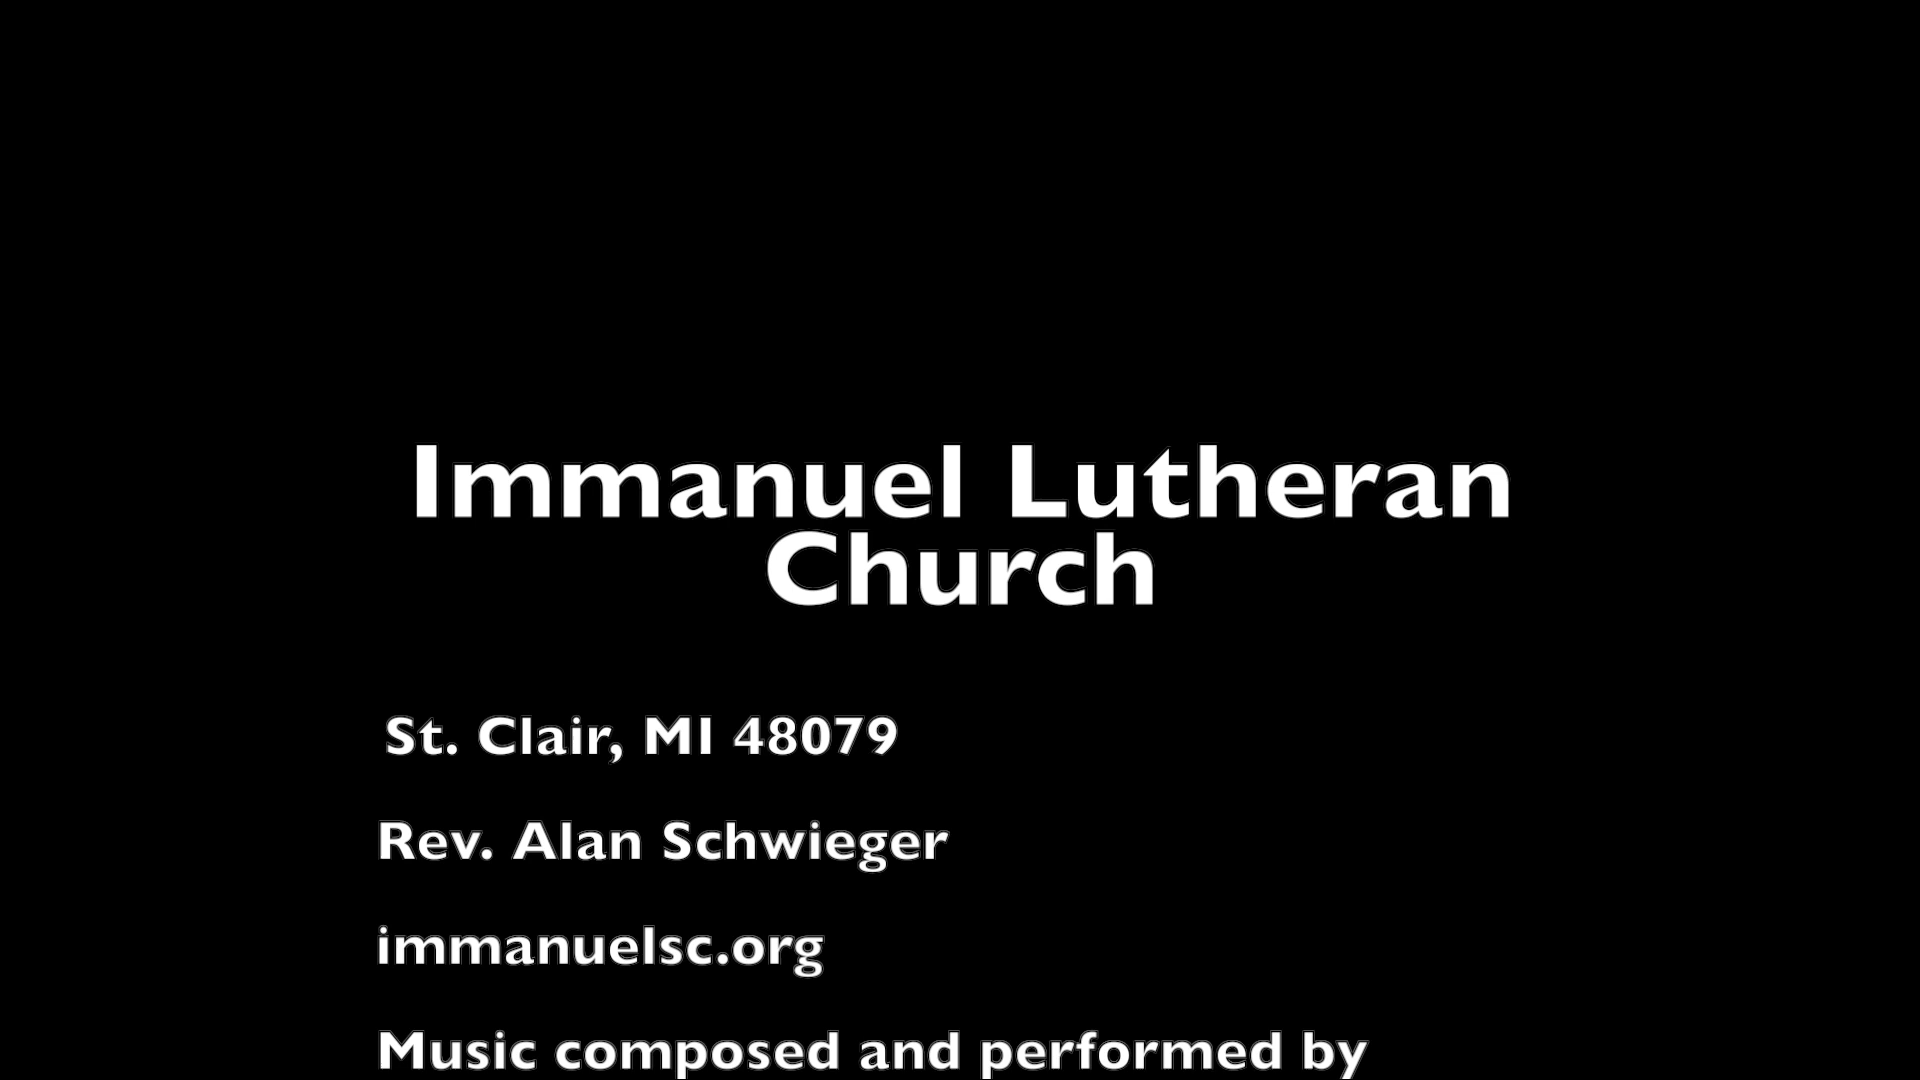 Immanuel Lutheran
Church
St. Clair, MI 48079
Rev. Alan Schwieger
immanuelsc.org
Music composed and performed by